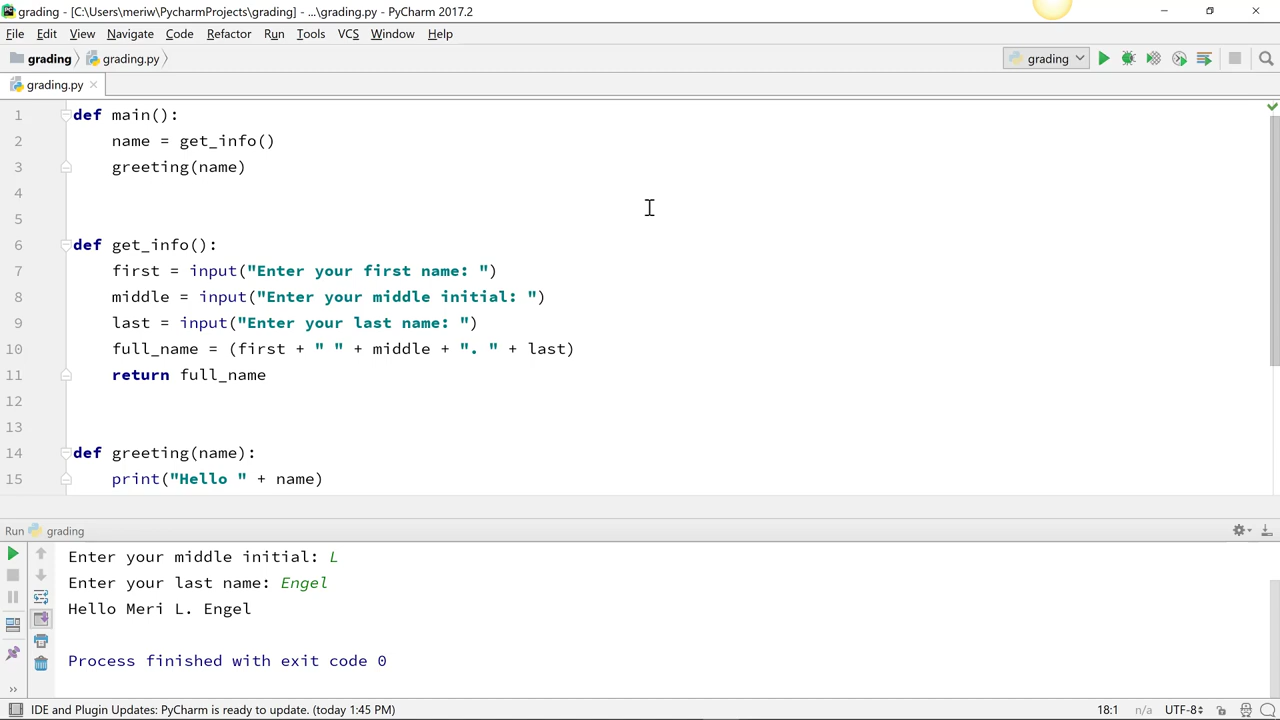 grading - [C:\Users\meriw\PycharmProjects\grading] - ...\grading.py - PyCharm 2017.2
File Edit View Navigate Code Refactor Run Tools VCS Window Help
grading grading.py grading
grading.py
1 def main():
2     name = get_info()
3     greeting(name)
4
5
6 def get_info():
7     first = input("Enter your first name: ")
8     middle = input("Enter your middle initial: ")
9     last = input("Enter your last name: ")
10     full_name = (first + " " + middle + ". " + last)
11     return full_name
12
13
14 def greeting(name):
15     print("Hello " + name)
Run grading
Enter your middle initial: L
Enter your last name: Engel
Hello Meri L. Engel
Process finished with exit code 0
IDE and Plugin Updates: PyCharm is ready to update. (today 1:45 PM) 18:1 n/a UTF-8